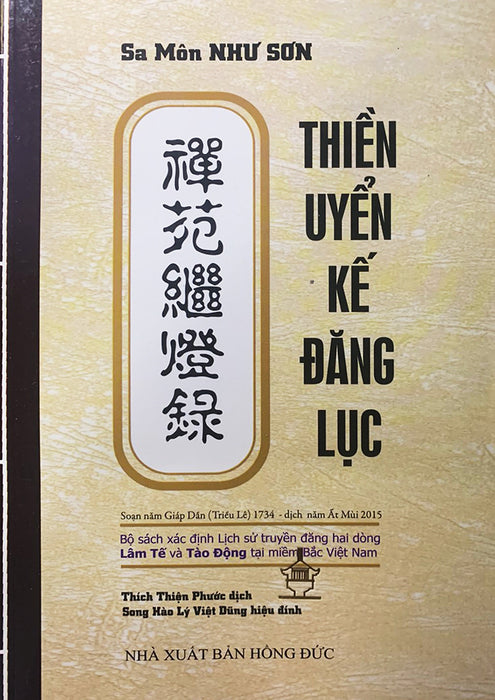 Sa Môn NHƯ SƠN
禪苑繼燈錄
THIỀN
UYỂN
KẾ
ĐĂNG
LỤC
Soạn năm Giáp Dần (Triều Lê) 1734 - dịch năm Ất Mùi 2015
Bộ sách xác định Lịch sử truyền đăng hai dòng
Lâm Tế và Tào Động tại miềm Bắc Việt Nam
Thích Thiện Phước dịch
Song Hào Lý Việt Dũng hiệu đính
NHÀ XUẤT BẢN HỒNG ĐỨC